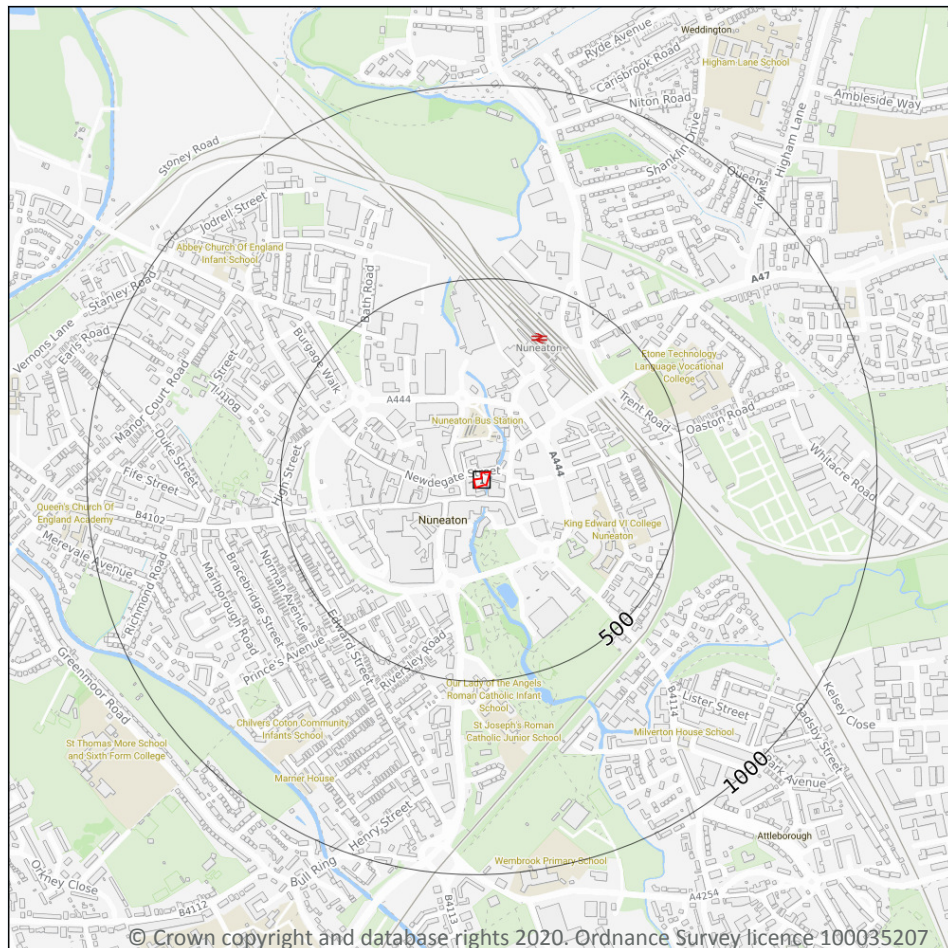 Weddington
Ryde Avenue
Carisbrook Road
Higham Lane School
Niton Road
Ambleside Way
Higham Lane
Shanklin Drive
Queen
sway
Stoney Road
Jodrell Street
Abbey Church Of England
Infant School
A47
Stanley Road
Bath Road
Vernons Lane
Earls Road
Burgage Walk
Nuneaton
Etone Technology
Language Vocational
College
Manor Court Road
Bottril
Street
A444
Trent Road
Oaston Road
Nuneaton Bus Station
Duke Street
High Street
Whitacre Road
A444
Newdegate Street
Fife Street
Queen's Church Of
England Academy
B4102
Nuneaton
King Edward VI College
Nuneaton
Merevale Avenue
Richmond Road
Marlborough Road
Bracebridge Street
Norman Avenue
Edward Street
Prince's Avenue
Riversley Road
500
Greenmoor Road
Our Lady of the Angels
Roman Catholic Infant
School
B4114
Lister Street
Kelsey Close
Gadsby Street
Chilvers Coton Community
Infants School
St Joseph's Roman
Catholic Junior School
Milverton House School
St Thomas More School
and Sixth Form College
Marner House
1000
Park Avenue
Henry Street
Attleborough
Bull Ring
Wembrook Primary School
Orkney Close
B4112
B4113
A4254
© Crown copyright and database rights 2020. Ordnance Survey licence 100035207